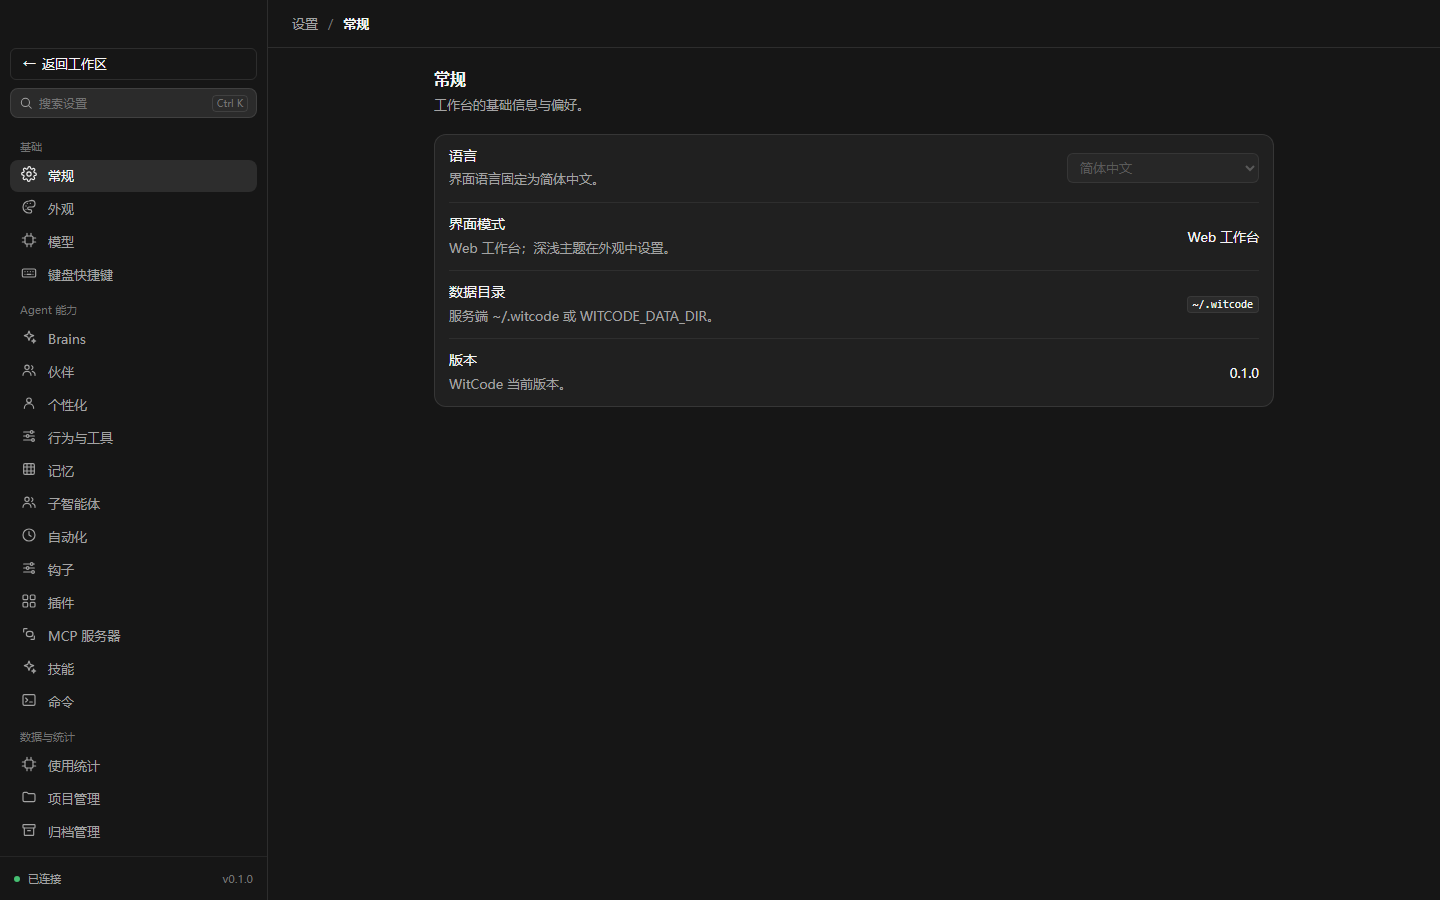 设置 / 常规
← 返回工作区
搜索设置 Ctrl K
基础
常规
外观
模型
键盘快捷键
Agent 能力
Brains
伙伴
个性化
行为与工具
记忆
子智能体
自动化
钩子
插件
MCP 服务器
技能
命令
数据与统计
使用统计
项目管理
归档管理
已连接 v0.1.0
常规
工作台的基础信息与偏好。
语言
界面语言固定为简体中文。
简体中文
界面模式
Web 工作台；深浅主题在外观中设置。
Web 工作台
数据目录
服务端 ~/.witcode 或 WITCODE_DATA_DIR。
~/.witcode
版本
WitCode 当前版本。
0.1.0